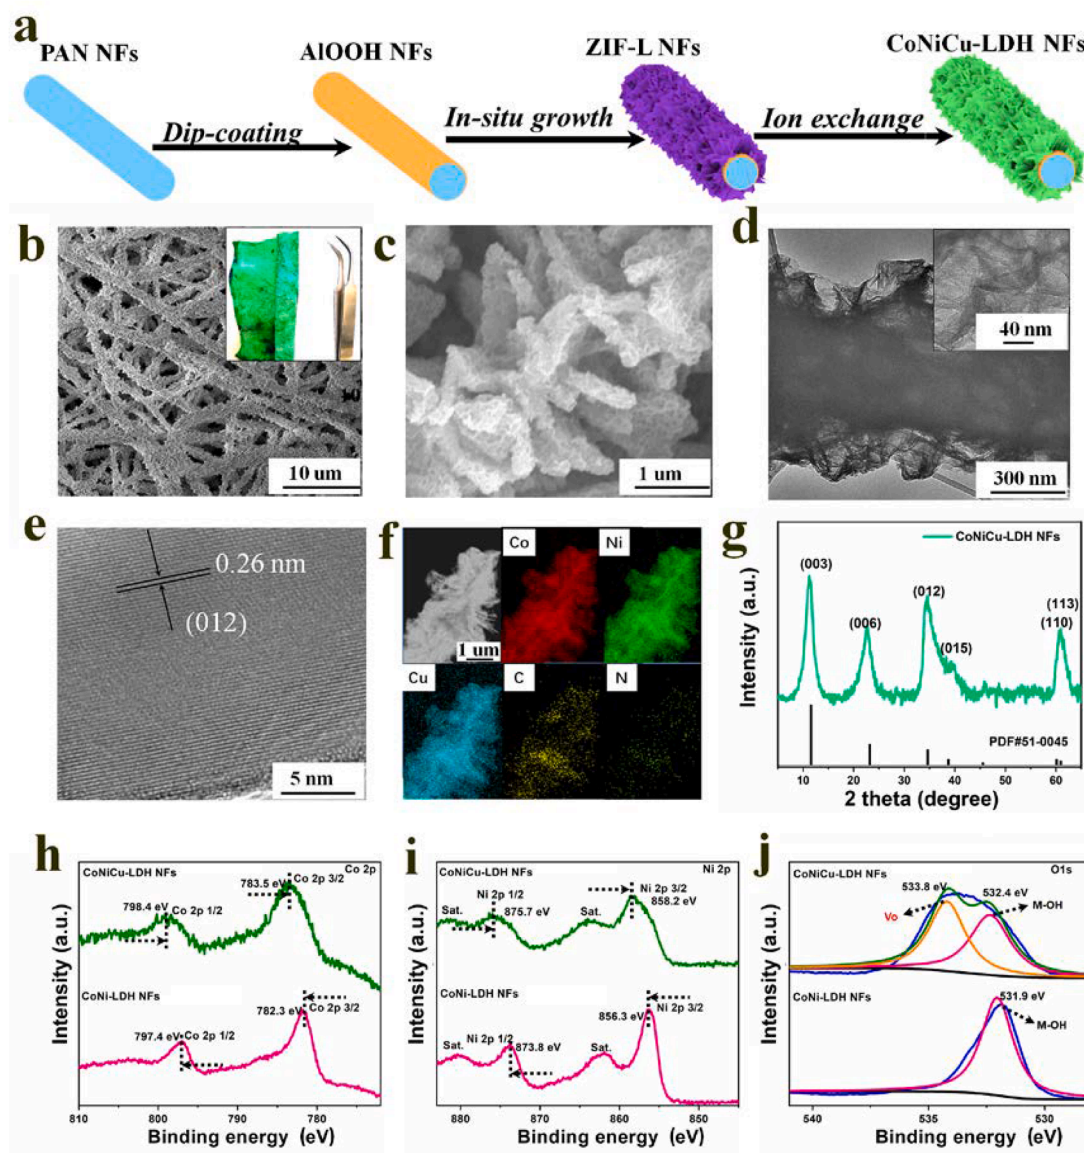 a
PAN NFs
AlOOH NFs
ZIF-L NFs
CoNiCu-LDH NFs
Dip-coating
In-situ growth
Ion exchange
b
10 um
c
1 um
d
40 nm
300 nm
e
0.26 nm
(012)
5 nm
f
Co
Ni
1 um
Cu
C
N
g
CoNiCu-LDH NFs
(003)
(006)
(012)
(015)
(113)
(110)
PDF#51-0045
Intensity (a.u.)
10 20 30 40 50 60
2 theta (degree)
h
CoNiCu-LDH NFs
Co 2p
783.5 eV
Co 2p 3/2
798.4 eV
Co 2p 1/2
CoNi-LDH NFs
782.3 eV
Co 2p 3/2
797.4 eV
Co 2p 1/2
Intensity (a.u.)
810 800 790 780
Binding energy (eV)
i
CoNiCu-LDH NFs
Ni 2p
Ni 2p 1/2
Ni 2p 3/2
Sat.
875.7 eV
Sat.
858.2 eV
CoNi-LDH NFs
856.3 eV
Ni 2p 3/2
Sat.
Ni 2p 1/2
873.8 eV
Sat.
Intensity (a.u.)
880 870 860 850
Binding energy (eV)
j
CoNiCu-LDH NFs
O1s
533.8 eV
532.4 eV
Vo
M-OH
CoNi-LDH NFs
531.9 eV
M-OH
Intensity (a.u.)
540 535 530
Binding energy (eV)